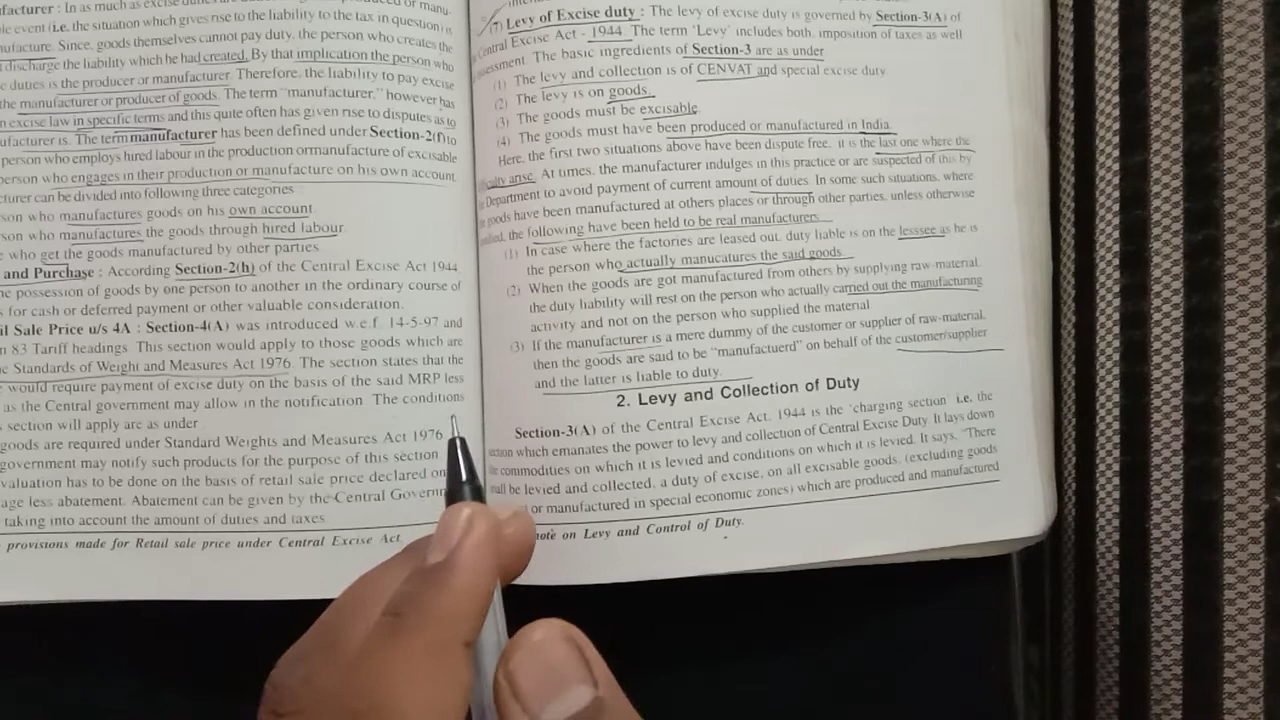 facturer : In as much as excise duties are
le event (i.e. the situation which gives rise to the liability to the tax in question) is
nufacture. Since, goods themselves cannot pay duty, the person who creates the
t discharge the liability which he had created. By that implication the person who
e duties is the producer or manufacturer. Therefore, the liability to pay excise
the manufacturer or producer of goods. The term "manufacturer," however has
n excise law in specific terms and this quite often has given rise to disputes as to
ufacturer is. The term manufacturer has been defined under Section-2(f) to
person who employs hired labour in the production ormanufacture of excisable
person who engages in their production or manufacture on his own account.
cturer can be divided into following three categories
son who manufactures goods on his own account.
son who manufactures the goods through hired labour.
who get the goods manufactured by other parties.
and Purchase : According Section-2(h) of the Central Excise Act 1944
he possession of goods by one person to another in the ordinary course of
s for cash or deferred payment or other valuable consideration.
il Sale Price u/s 4A : Section-4(A) was introduced w.e.f. 14-5-97 and
n 83 Tariff headings. This section would apply to those goods which are
e Standards of Weight and Measures Act 1976. The section states that the
would require payment of excise duty on the basis of the said MRP less
as the Central government may allow in the notification. The conditions
s section will apply are as under
goods are required under Standard Weights and Measures Act 1976.
government may notify such products for the purpose of this section
valuation has to be done on the basis of retail sale price declared on
age less abatement. Abatement can be given by the Central Governm
taking into account the amount of duties and taxes.
provistons made for Retail sale price under Central Excise Act.
(7) Levy of Excise duty : The levy of excise duty is governed by Section-3(A) of
Central Excise Act - 1944. The term 'Levy' includes both, imposition of taxes as well
assessment. The basic ingredients of Section-3 are as under
(1) The levy and collection is of CENVAT and special excise duty
(2) The levy is on goods.
(3) The goods must be excisable.
(4) The goods must have been produced or manufactured in India.
Here, the first two situations above have been dispute free, it is the last one where the
ficulty arise. At times, the manufacturer indulges in this practice or are suspected of this by
e Department to avoid payment of current amount of duties. In some such situations, where
goods have been manufactured at others places or through other parties, unless otherwise
the following have been held to be real manufacturers.
(1) In case where the factories are leased out, duty liable is on the lesssee as he is
the person who actually manucatures the said goods.
(2) When the goods are got manufactured from others by supplying raw-material,
the duty liability will rest on the person who actually carried out the manufacturing
activity and not on the person who supplied the material
(3) If the manufacturer is a mere dummy of the customer or supplier of raw-material,
then the goods are said to be "manufactuerd" on behalf of the customer/supplier
and the latter is liable to duty.
2. Levy and Collection of Duty
Section-3(A) of the Central Excise Act, 1944 is the 'charging section' i.e. the
ection which emanates the power to levy and collection of Central Excise Duty. It lays down
he commodities on which it is levied and conditions on which it is levied. It says, "There
hall be levied and collected, a duty of excise, on all excisable goods, (excluding goods
or manufactured in special economic zones) which are produced and manufactured
note on Levy and Control of Duty.